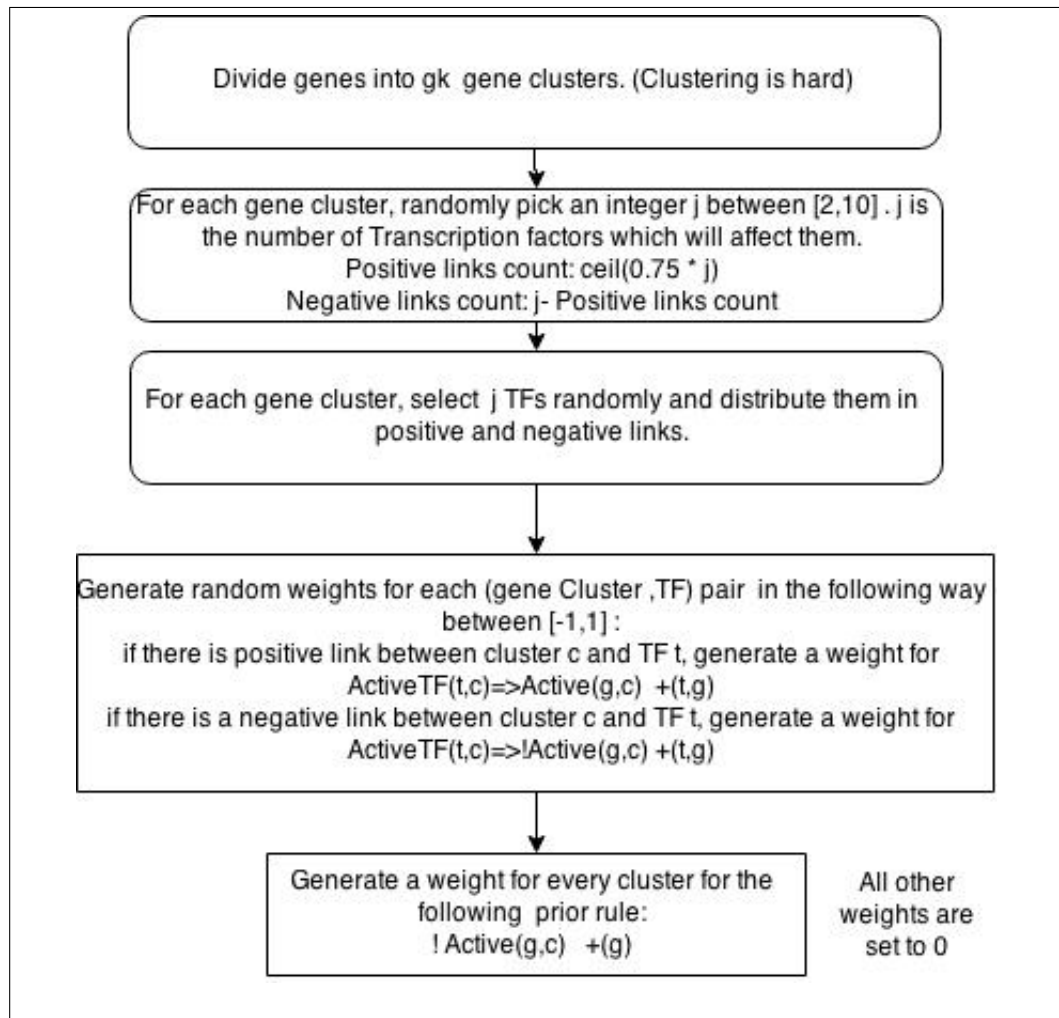 Divide genes into gk gene clusters. (Clustering is hard)
For each gene cluster, randomly pick an integer j between [2,10] . j is
the number of Transcription factors which will affect them.
Positive links count: ceil(0.75 * j)
Negative links count: j- Positive links count
For each gene cluster, select j TFs randomly and distribute them in
positive and negative links.
Generate random weights for each (gene Cluster ,TF) pair in the following way
between [-1,1] :
if there is positive link between cluster c and TF t, generate a weight for
ActiveTF(t,c)=>Active(g,c) +(t,g)
if there is a negative link between cluster c and TF t, generate a weight for
ActiveTF(t,c)=>!Active(g,c) +(t,g)
Generate a weight for every cluster for the
following prior rule:
! Active(g,c) +(g)
All other
weights are
set to 0